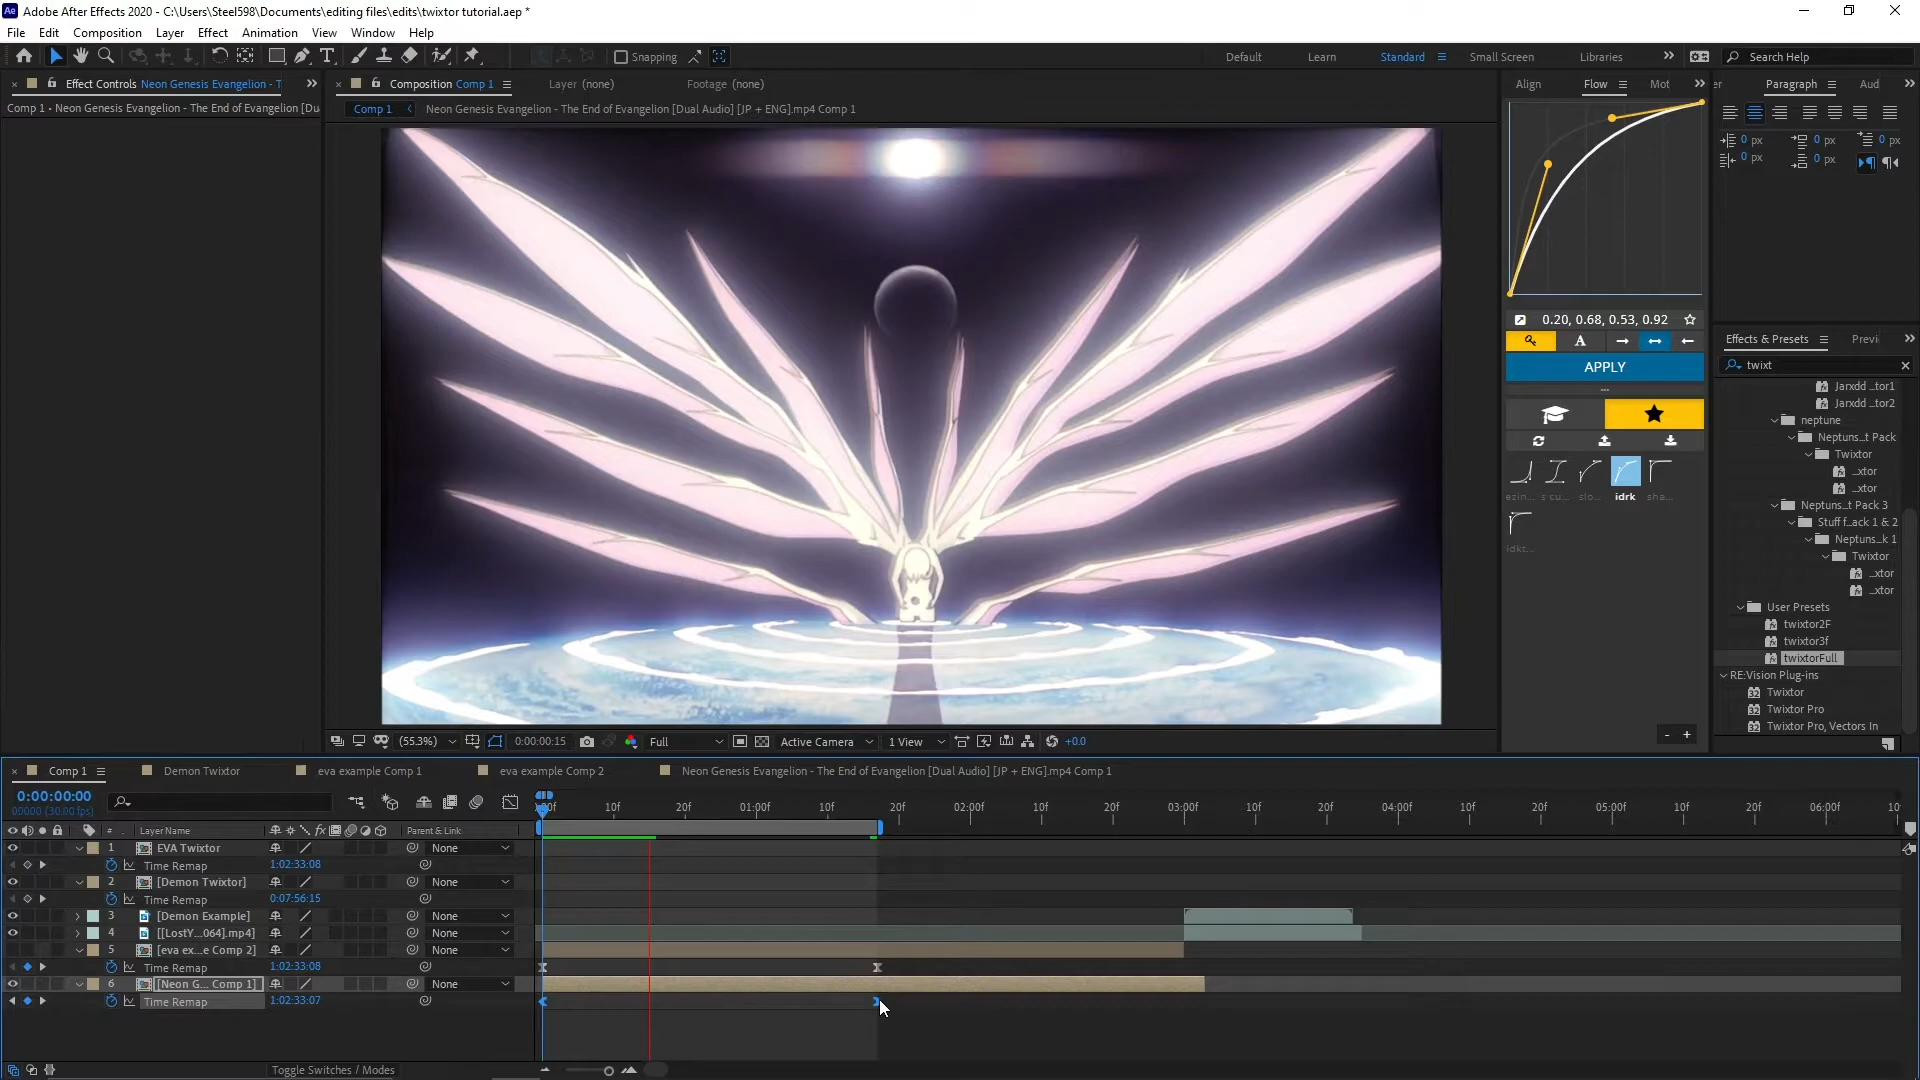 Adobe After Effects 2020 - C:\Users\Steel598\Documents\editing files\edits\twixtor tutorial.aep *
File Edit Composition Layer Effect Animation View Window Help
Snapping Default Learn Standard Small Screen Libraries Search Help
Effect Controls Neon Genesis Evangelion - T
Composition Comp 1 Layer (none) Footage (none)
Align Flow Mot
er Paragraph Aud
Comp 1 • Neon Genesis Evangelion - The End of Evangelion [Du
Comp 1 Neon Genesis Evangelion - The End of Evangelion [Dual Audio] [JP + ENG].mp4 Comp 1
0 px 0 px 0 px
0 px 0 px
0.20, 0.68, 0.53, 0.92
A
APPLY
idrk
- +
Effects & Presets Previ
twixt
Jarxdd ...tor1
Jarxdd ...tor2
neptune
Neptuns...t Pack
Twixtor
...xtor
...xtor
Neptuns...t Pack 3
Stuff f...ack 1 & 2
Neptuns...k 1
Twixtor
...xtor
...xtor
User Presets
twixtor2F
twixtor3f
twixtorFull
RE:Vision Plug-ins
Twixtor
Twixtor Pro
Twixtor Pro, Vectors In
(55.3%) 0:00:00:15 Full Active Camera 1 View +0.0
Comp 1 Demon Twixtor eva example Comp 1 eva example Comp 2 Neon Genesis Evangelion - The End of Evangelion [Dual Audio] [JP + ENG].mp4 Comp 1
0:00:00:00
00000 (30.00 fps)
10f 20f 01:00f 10f 20f 02:00f 10f 20f 03:00f 10f 20f 04:00f 10f 20f 05:00f 10f 20f 06:00f 10
# Layer Name Parent & Link
1 EVA Twixtor None
Time Remap 1:02:33:08
2 [Demon Twixtor] None
Time Remap 0:07:56:15
3 [Demon Example] None
4 [[LostY...064].mp4] None
5 [eva ex...e Comp 2] None
Time Remap 1:02:33:08
6 [Neon G... Comp 1] None
Time Remap 1:02:33:07
Toggle Switches / Modes